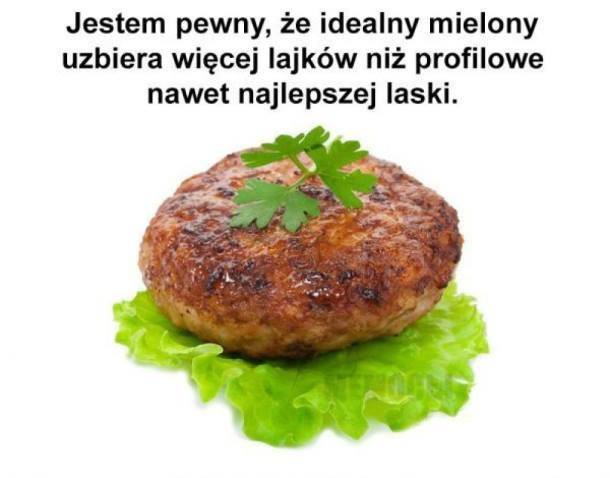 Jestem pewny, że idealny mielony
uzbiera więcej lajków niż profilowe
nawet najlepszej laski.